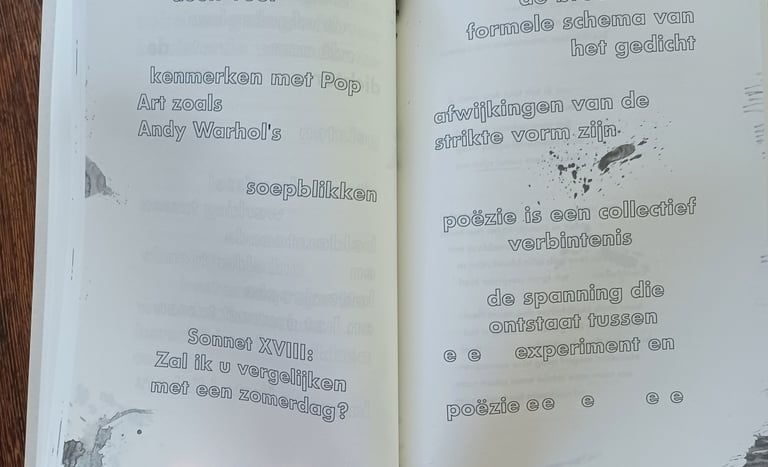 kenmerken met Pop
Art zoals
Andy Warhol's
soepblikken
Sonnet XVIII:
Zal ik u vergelijken
met een zomerdag?
formele schema van
het gedicht
afwijkingen van de
strikte vorm zijn
poëzie is een collectief
verbintenis
de spanning die
ontstaat tussen
e e experiment en
poëzie e e e e e